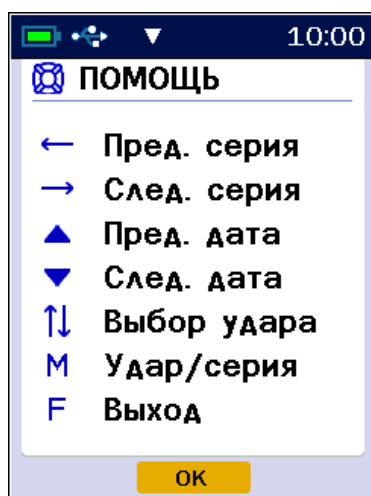 10:00
ПОМОЩЬ
← Пред. серия
→ След. серия
▲ Пред. дата
▼ След. дата
↑↓ Выбор удара
M Удар/серия
F Выход
OK